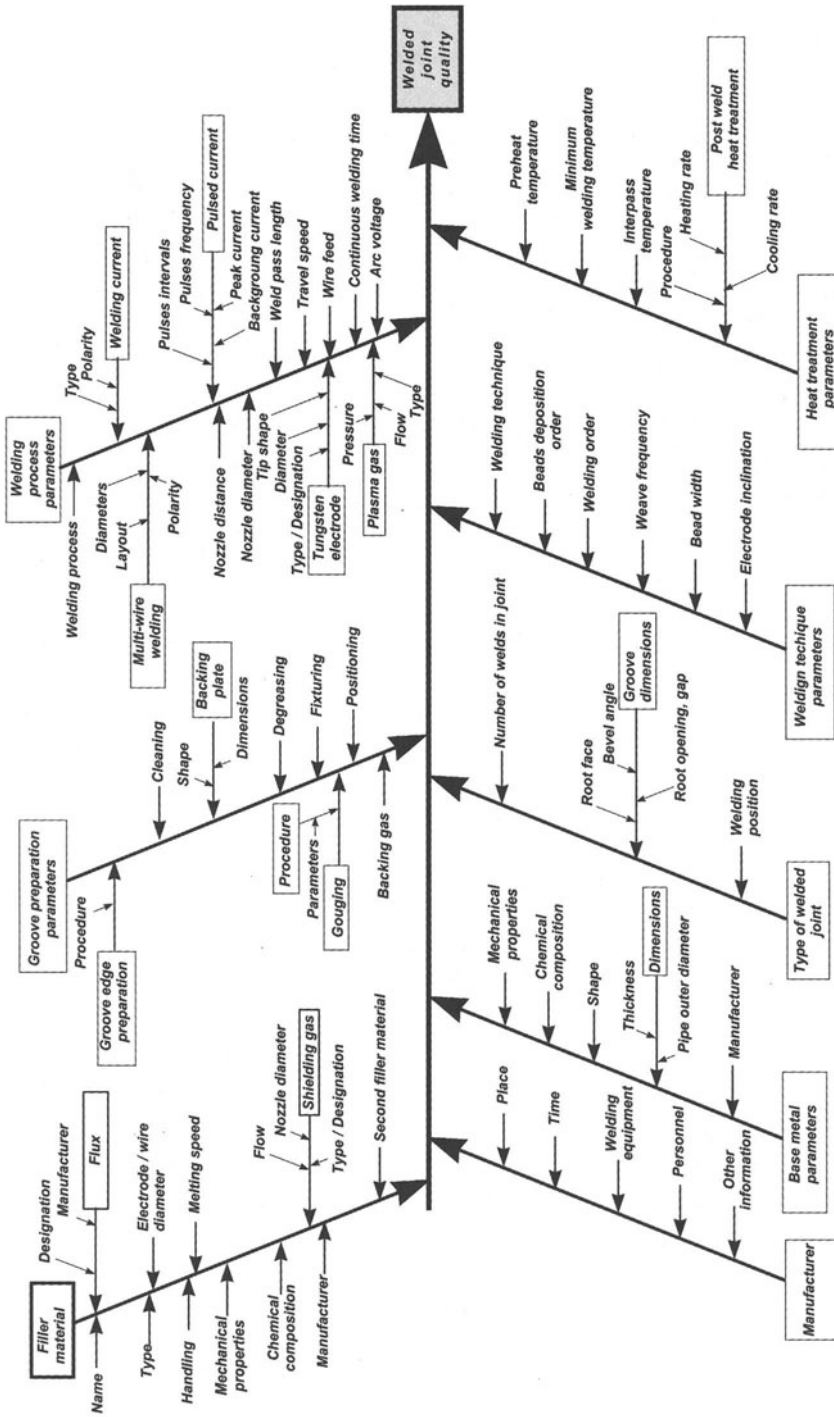 Welded
joint
quality
Filler
material
Designation
Manufacturer
Flux
Name
Type
Electrode / wire
diameter
Handling
Melting speed
Mechanical
properties
Chemical
composition
Manufacturer
Flow
Nozzle diameter
Shielding gas
Type / Designation
Second filler material
Groove preparation
parameters
Procedure
Groove edge
preparation
Cleaning
Shape
Backing
plate
Dimensions
Degreasing
Fixturing
Positioning
Procedure
Parameters
Gouging
Backing gas
Welding
process
parameters
Welding process
Type
Polarity
Welding current
Diameters
Layout
Polarity
Multi-wire
welding
Pulses intervals
Pulses frequency
Pulsed current
Peak current
Backgroung current
Nozzle distance
Weld pass length
Nozzle diameter
Travel speed
Tip shape
Diameter
Type / Designation
Tungsten
electrode
Wire feed
Continuous welding time
Arc voltage
Pressure
Plasma gas
Flow
Type
Place
Time
Welding
equipment
Personnel
Other
information
Manufacturer
Mechanical
properties
Chemical
composition
Shape
Thickness
Dimensions
Pipe outer diameter
Manufacturer
Base metal
parameters
Number of welds in joint
Root face
Bevel angle
Groove
dimensions
Root opening, gap
Welding
position
Type of welded
joint
Welding technique
Beads deposition
order
Welding order
Weave frequency
Bead width
Electrode inclination
Weldign techique
parameters
Preheat
temperature
Minimum
welding temperature
Interpass
temperature
Procedure
Heating rate
Post weld
heat treatment
Cooling rate
Heat treatment
parameters